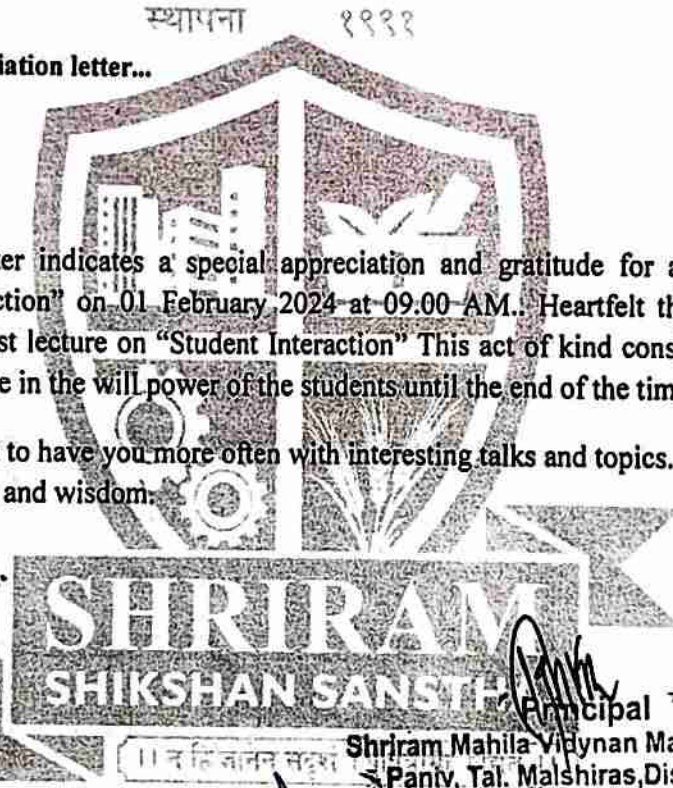 स्थापना १९९१
iation letter...
er indicates a special appreciation and gratitude for a
ction” on 01 February 2024 at 09.00 AM.. Heartfelt th
st lecture on “Student Interaction” This act of kind cons
e in the will power of the students until the end of the tim
to have you more often with interesting talks and topics.
and wisdom.
SHRIRAM
SHIKSHAN SANSTH
Principal
॥ न हि ज्ञानेन सदृशं
Shriram Mahila Vidynan Ma
Paniv, Tal. Malshiras,Dis